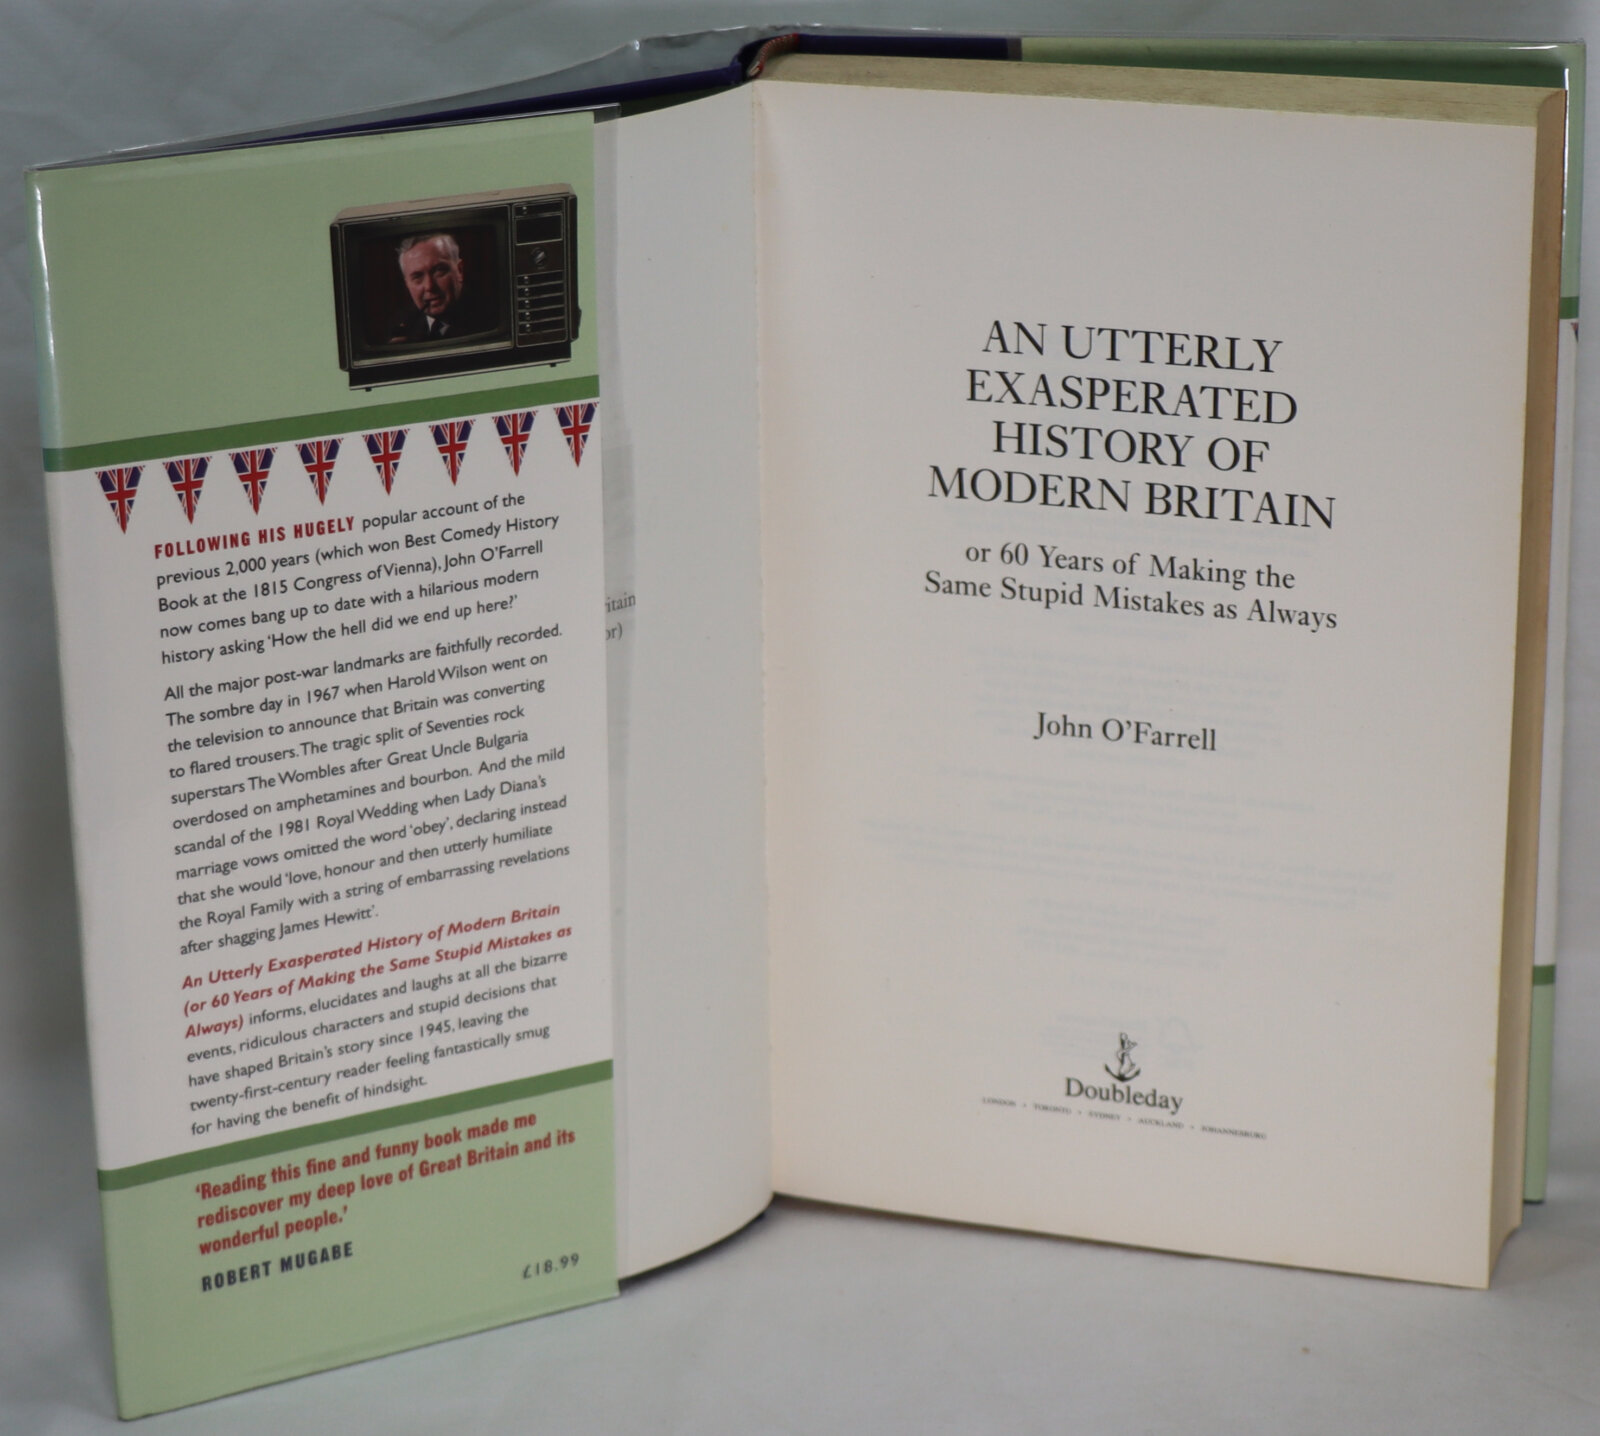 FOLLOWING HIS HUGELY popular account of the
previous 2,000 years (which won Best Comedy History
Book at the 1815 Congress of Vienna), John O'Farrell
now comes bang up to date with a hilarious modern
history asking 'How the hell did we end up here?'
All the major post-war landmarks are faithfully recorded.
The sombre day in 1967 when Harold Wilson went on
the television to announce that Britain was converting
to flared trousers. The tragic split of Seventies rock
superstars The Wombles after Great Uncle Bulgaria
overdosed on amphetamines and bourbon. And the mild
scandal of the 1981 Royal Wedding when Lady Diana's
marriage vows omitted the word 'obey', declaring instead
that she would 'love, honour and then utterly humiliate
the Royal Family with a string of embarrassing revelations
after shagging James Hewitt'.
An Utterly Exasperated History of Modern Britain
(or 60 Years of Making the Same Stupid Mistakes as
Always) informs, elucidates and laughs at all the bizarre
events, ridiculous characters and stupid decisions that
have shaped Britain's story since 1945, leaving the
twenty-first-century reader feeling fantastically smug
for having the benefit of hindsight.
'Reading this fine and funny book made me
rediscover my deep love of Great Britain and its
wonderful people.'
ROBERT MUGABE
£18.99
ritain
or)
AN UTTERLY
EXASPERATED
HISTORY OF
MODERN BRITAIN
or 60 Years of Making the
Same Stupid Mistakes as Always
John O'Farrell
Doubleday
LONDON • TORONTO • SYDNEY • AUCKLAND • JOHANNESBURG